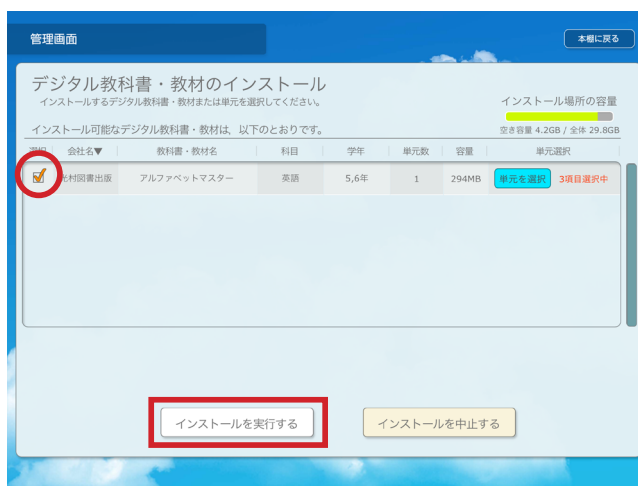 管理画面
本棚に戻る
デジタル教科書・教材のインストール
インストールするデジタル教科書・教材または単元を選択してください。
インストール場所の容量
インストール可能なデジタル教科書・教材は、以下のとおりです。
空き容量 4.2GB / 全体 29.8GB
選択 会社名▼ 教科書・教材名 科目 学年 単元数 容量 単元選択
光村図書出版 アルファベットマスター 英語 5,6年 1 294MB 単元を選択 3項目選択中
インストールを実行する
インストールを中止する